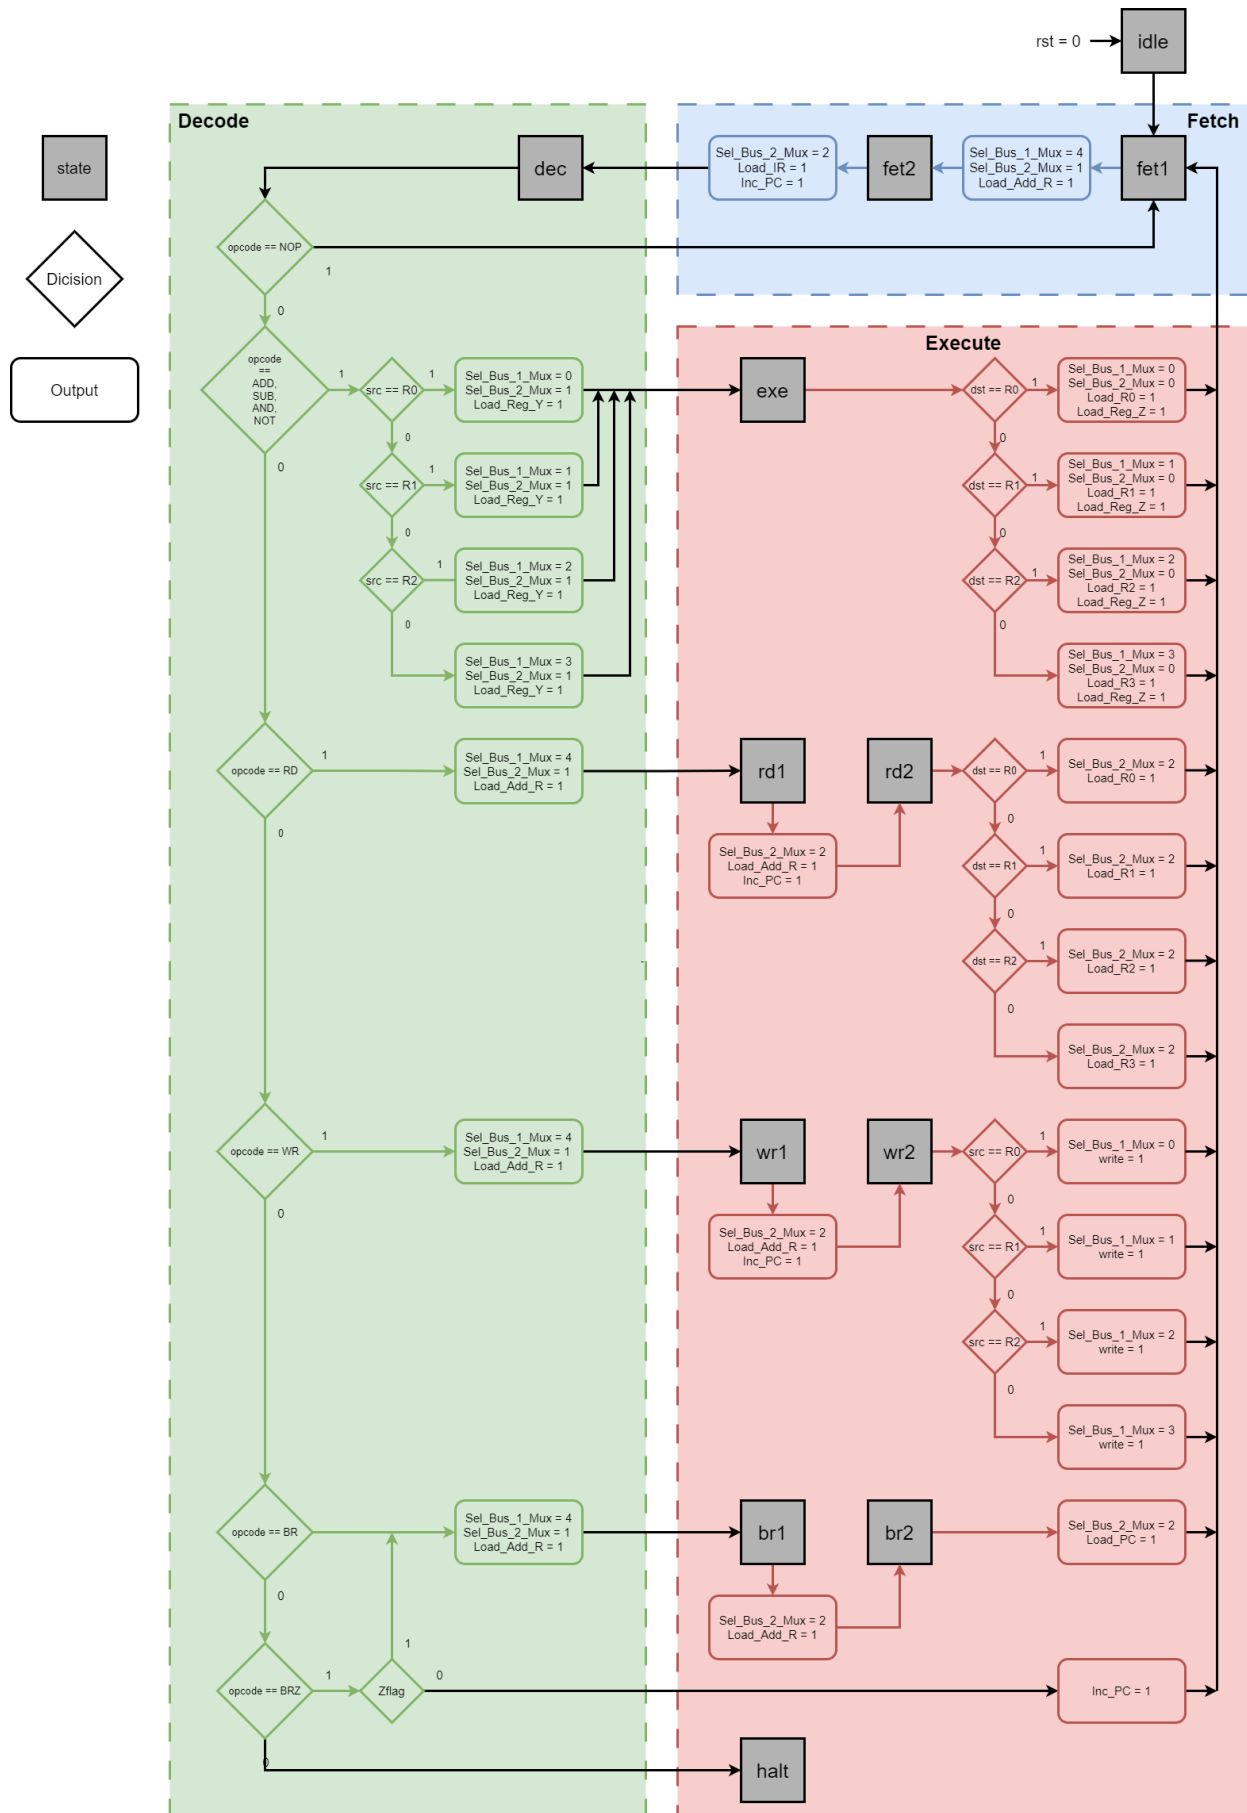 rst = 0
idle
Decode
Fetch
state
dec
Sel_Bus_2_Mux = 2
Load_IR = 1
Inc_PC = 1
fet2
Sel_Bus_1_Mux = 4
Sel_Bus_2_Mux = 1
Load_Add_R = 1
fet1
opcode == NOP
1
0
Dicision
Output
Execute
opcode
==
ADD,
SUB,
AND,
NOT
1
0
src == R0
1
0
Sel_Bus_1_Mux = 0
Sel_Bus_2_Mux = 1
Load_Reg_Y = 1
src == R1
1
0
Sel_Bus_1_Mux = 1
Sel_Bus_2_Mux = 1
Load_Reg_Y = 1
src == R2
1
0
Sel_Bus_1_Mux = 2
Sel_Bus_2_Mux = 1
Load_Reg_Y = 1
Sel_Bus_1_Mux = 3
Sel_Bus_2_Mux = 1
Load_Reg_Y = 1
exe
dst == R0
1
0
Sel_Bus_1_Mux = 0
Sel_Bus_2_Mux = 0
Load_R0 = 1
Load_Reg_Z = 1
dst == R1
1
0
Sel_Bus_1_Mux = 1
Sel_Bus_2_Mux = 0
Load_R1 = 1
Load_Reg_Z = 1
dst == R2
1
0
Sel_Bus_1_Mux = 2
Sel_Bus_2_Mux = 0
Load_R2 = 1
Load_Reg_Z = 1
Sel_Bus_1_Mux = 3
Sel_Bus_2_Mux = 0
Load_R3 = 1
Load_Reg_Z = 1
opcode == RD
1
0
Sel_Bus_1_Mux = 4
Sel_Bus_2_Mux = 1
Load_Add_R = 1
rd1
Sel_Bus_2_Mux = 2
Load_Add_R = 1
Inc_PC = 1
rd2
dst == R0
1
0
Sel_Bus_2_Mux = 2
Load_R0 = 1
dst == R1
1
0
Sel_Bus_2_Mux = 2
Load_R1 = 1
dst == R2
1
0
Sel_Bus_2_Mux = 2
Load_R2 = 1
Sel_Bus_2_Mux = 2
Load_R3 = 1
opcode == WR
1
0
Sel_Bus_1_Mux = 4
Sel_Bus_2_Mux = 1
Load_Add_R = 1
wr1
Sel_Bus_2_Mux = 2
Load_Add_R = 1
Inc_PC = 1
wr2
src == R0
1
0
Sel_Bus_1_Mux = 0
write = 1
src == R1
1
0
Sel_Bus_1_Mux = 1
write = 1
src == R2
1
0
Sel_Bus_1_Mux = 2
write = 1
Sel_Bus_1_Mux = 3
write = 1
opcode == BR
0
Sel_Bus_1_Mux = 4
Sel_Bus_2_Mux = 1
Load_Add_R = 1
br1
Sel_Bus_2_Mux = 2
Load_Add_R = 1
br2
Sel_Bus_2_Mux = 2
Load_PC = 1
opcode == BRZ
1
0
Zflag
1
0
Inc_PC = 1
halt